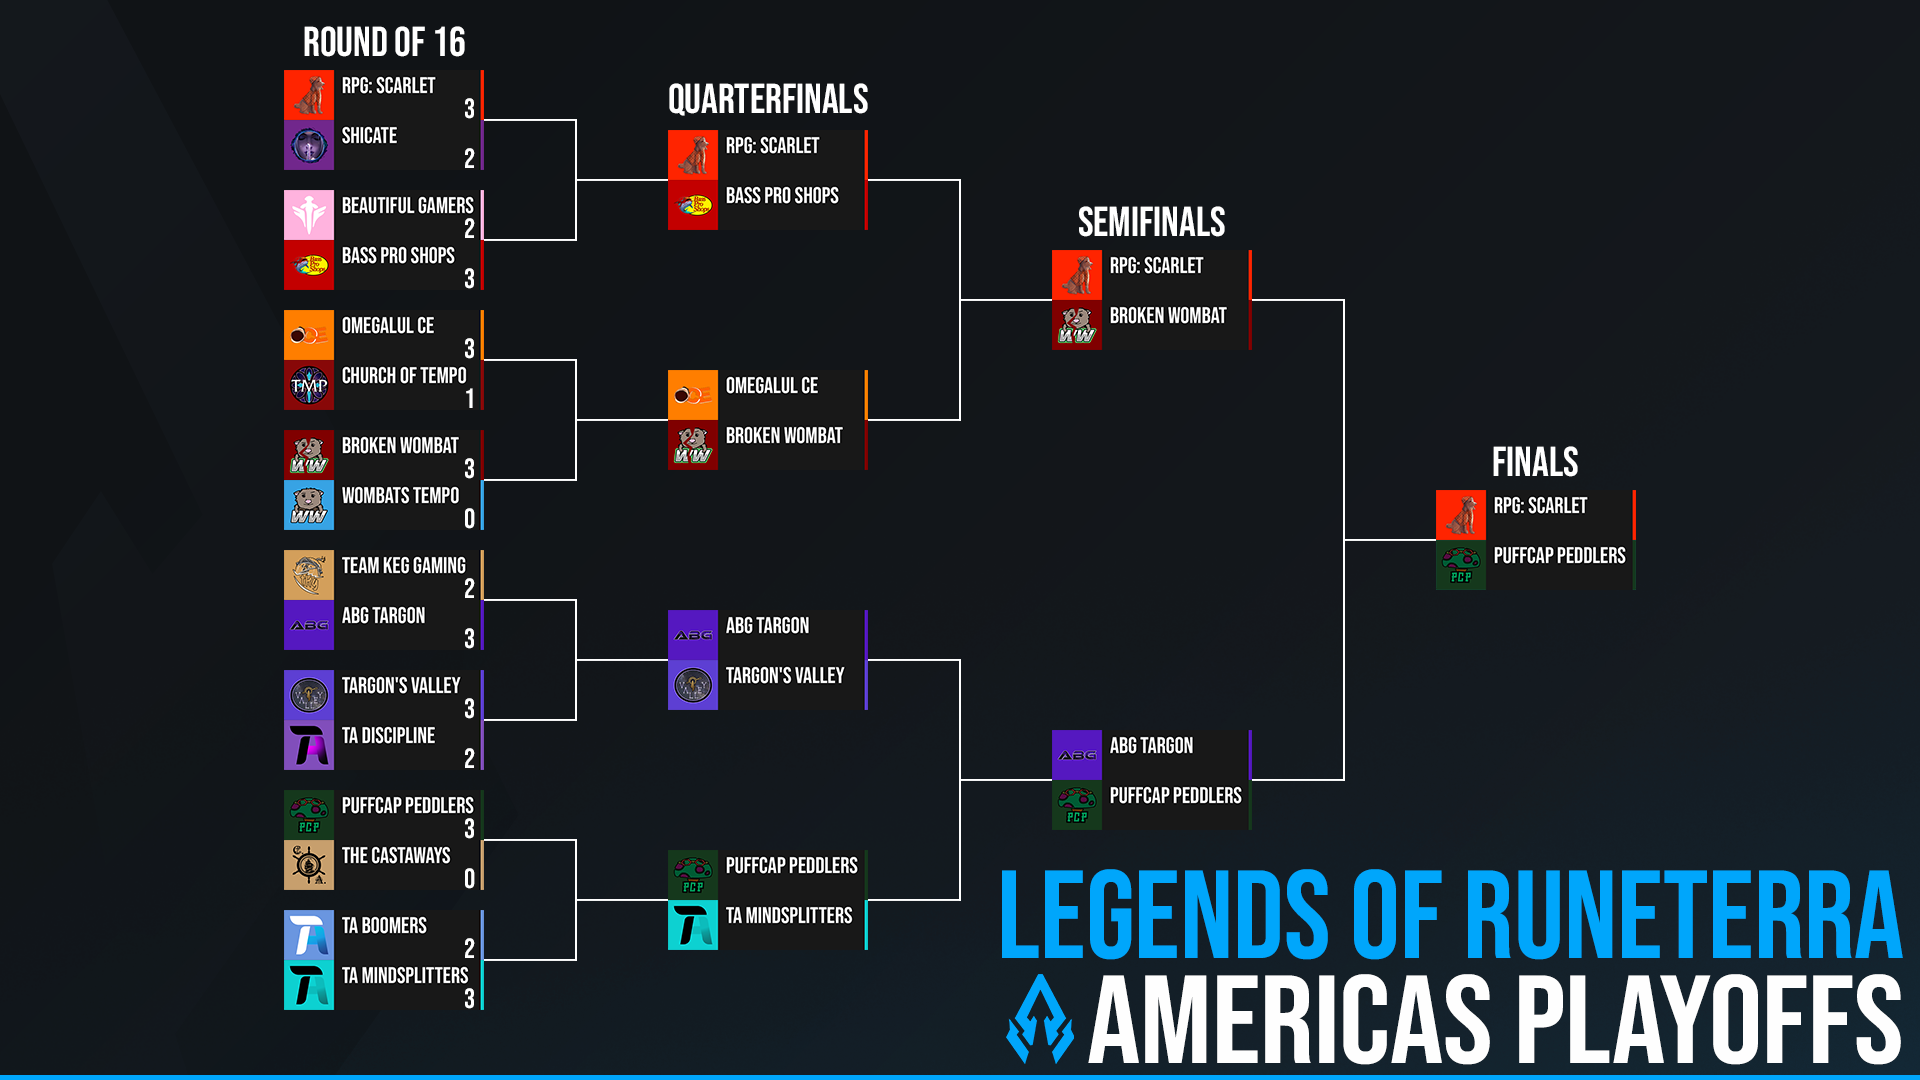 ROUND OF 16
RPG: SCARLET
3
SHICATE
2
BEAUTIFUL GAMERS
2
BASS PRO SHOPS
3
OMEGALUL CE
3
CHURCH OF TEMPO
1
BROKEN WOMBAT
3
WOMBATS TEMPO
0
TEAM KEG GAMING
2
ABG TARGON
3
TARGON'S VALLEY
3
TA DISCIPLINE
2
PUFFCAP PEDDLERS
3
THE CASTAWAYS
0
TA BOOMERS
2
TA MINDSPLITTERS
3
QUARTERFINALS
RPG: SCARLET
BASS PRO SHOPS
OMEGALUL CE
BROKEN WOMBAT
ABG TARGON
TARGON'S VALLEY
PUFFCAP PEDDLERS
TA MINDSPLITTERS
SEMIFINALS
RPG: SCARLET
BROKEN WOMBAT
ABG TARGON
PUFFCAP PEDDLERS
FINALS
RPG: SCARLET
PUFFCAP PEDDLERS
LEGENDS OF RUNETERRA
AMERICAS PLAYOFFS